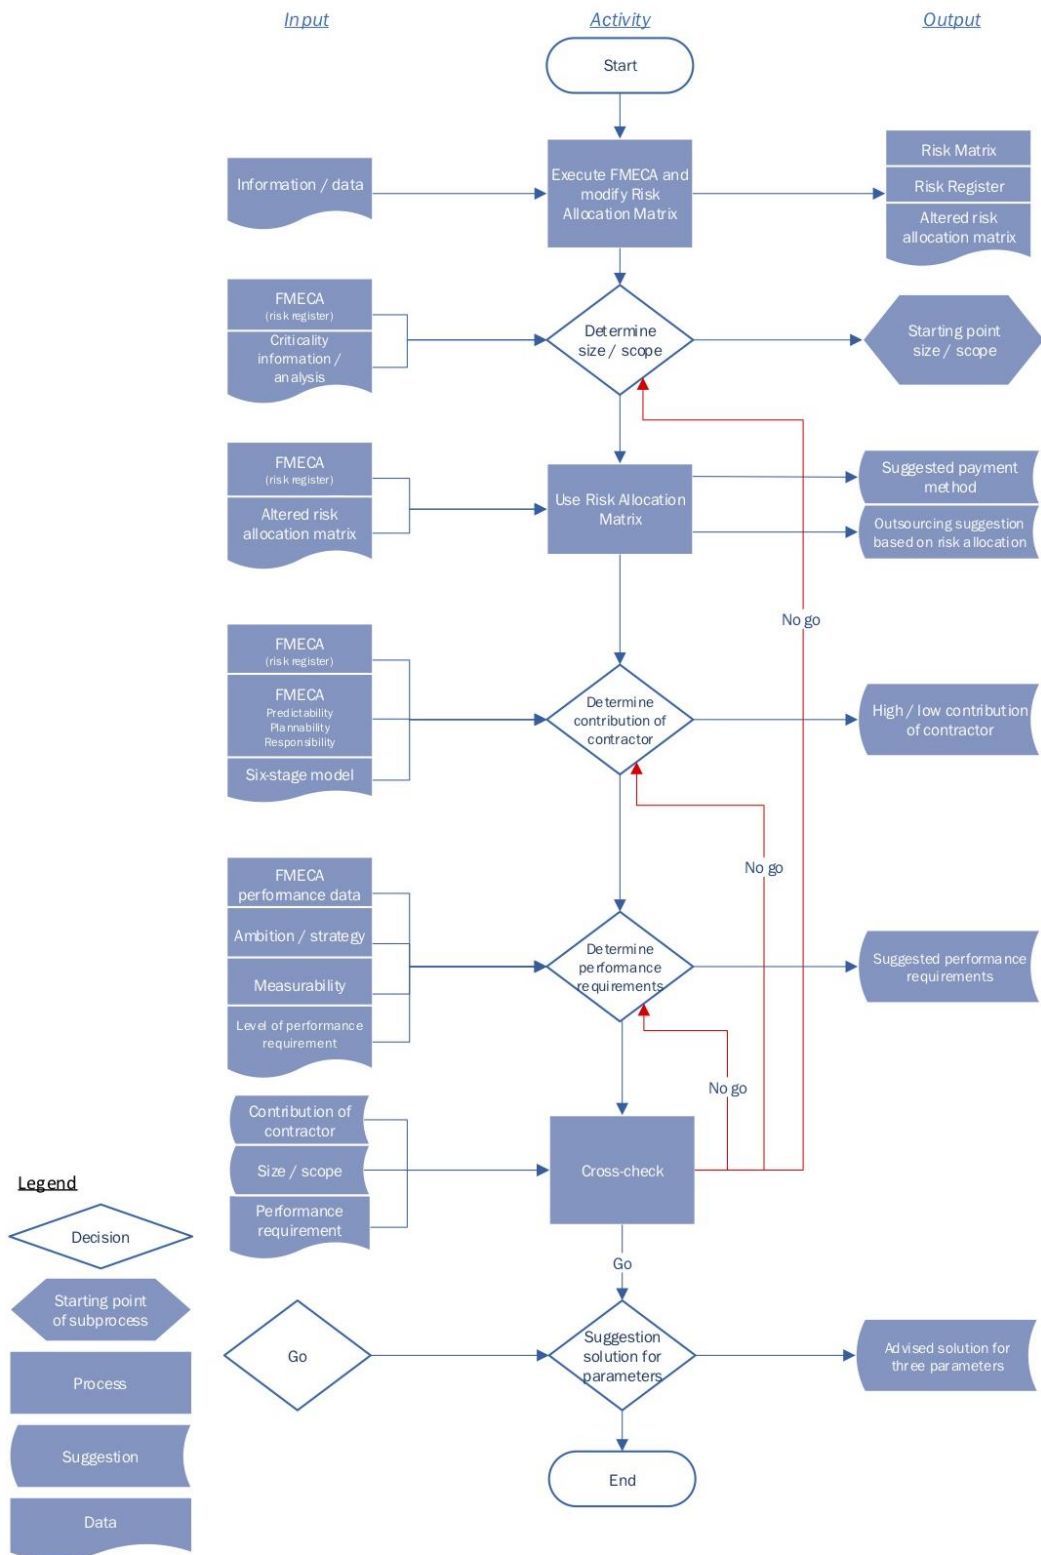 Input
Activity
Output
Start
Information / data
Execute FMECA and
modify Risk
Allocation Matrix
Risk Matrix
Risk Register
Altered risk
allocation matrix
FMECA
(risk register)
Criticality
information /
analysis
Determine
size / scope
Starting point
size / scope
FMECA
(risk register)
Altered risk
allocation matrix
Use Risk Allocation
Matrix
Suggested payment
method
Outsourcing suggestion
based on risk allocation
No go
FMECA
(risk register)
FMECA
Predictability
Plannability
Responsibility
Six-stage model
Determine
contribution of
contractor
High / low contribution
of contractor
No go
FMECA
performance data
Ambition / strategy
Measurability
Level of performance
requirement
Determine
performance
requirements
Suggested performance
requirements
No go
Contribution of
contractor
Size / scope
Performance
requirement
Cross-check
Go
Go
Suggestion
solution for
parameters
Advised solution for
three parameters
End
Legend
Decision
Starting point
of subprocess
Process
Suggestion
Data